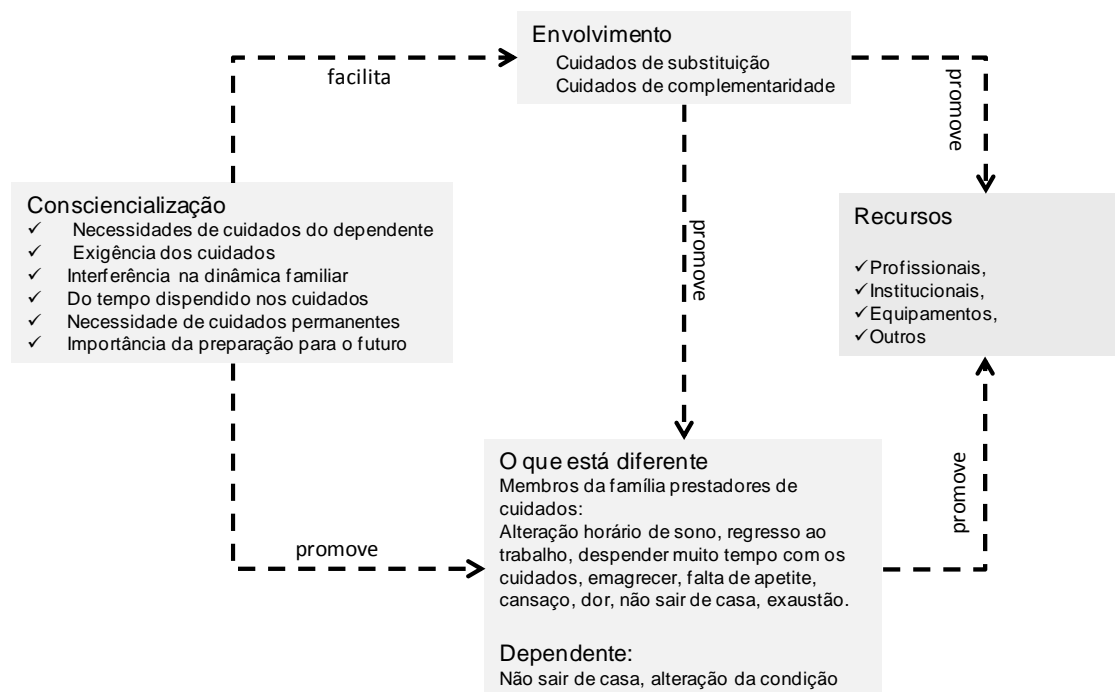 Envolvimento
Cuidados de substituição
Cuidados de complementaridade
facilita
promove
Consciencialização
✓ Necessidades de cuidados do dependente
✓ Exigência dos cuidados
✓ Interferência na dinâmica familiar
✓ Do tempo dispendido nos cuidados
✓ Necessidade de cuidados permanentes
✓ Importância da preparação para o futuro
promove
Recursos
✓Profissionais,
✓Institucionais,
✓Equipamentos,
✓Outros
promove
O que está diferente
Membros da família prestadores de
cuidados:
Alteração horário de sono, regresso ao
trabalho, despender muito tempo com os
cuidados, emagrecer, falta de apetite,
cansaço, dor, não sair de casa, exaustão.
Dependente:
Não sair de casa, alteração da condição
promove